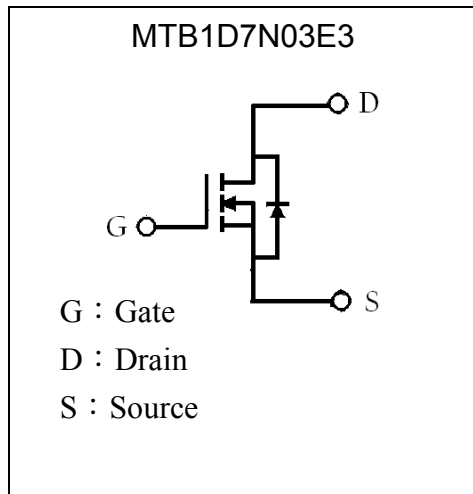 MTB1D7N03E3
D
G
S
G：Gate
D：Drain
S：Source